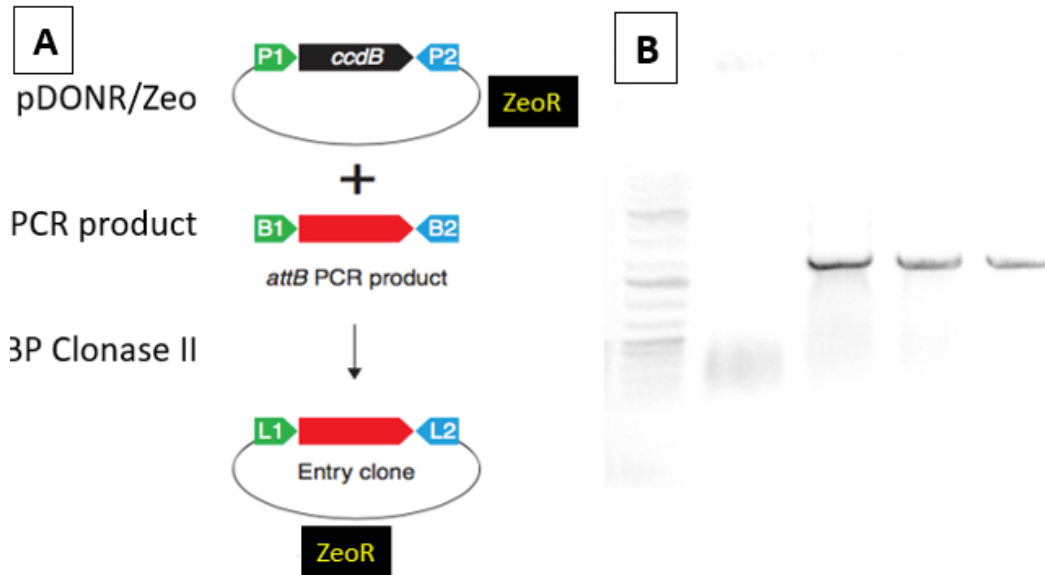 A
B
pDONR/Zeo
P1 ccdB P2
ZeoR
+
PCR product
B1 B2
attB PCR product
3P Clonase II
L1 L2
Entry clone
ZeoR